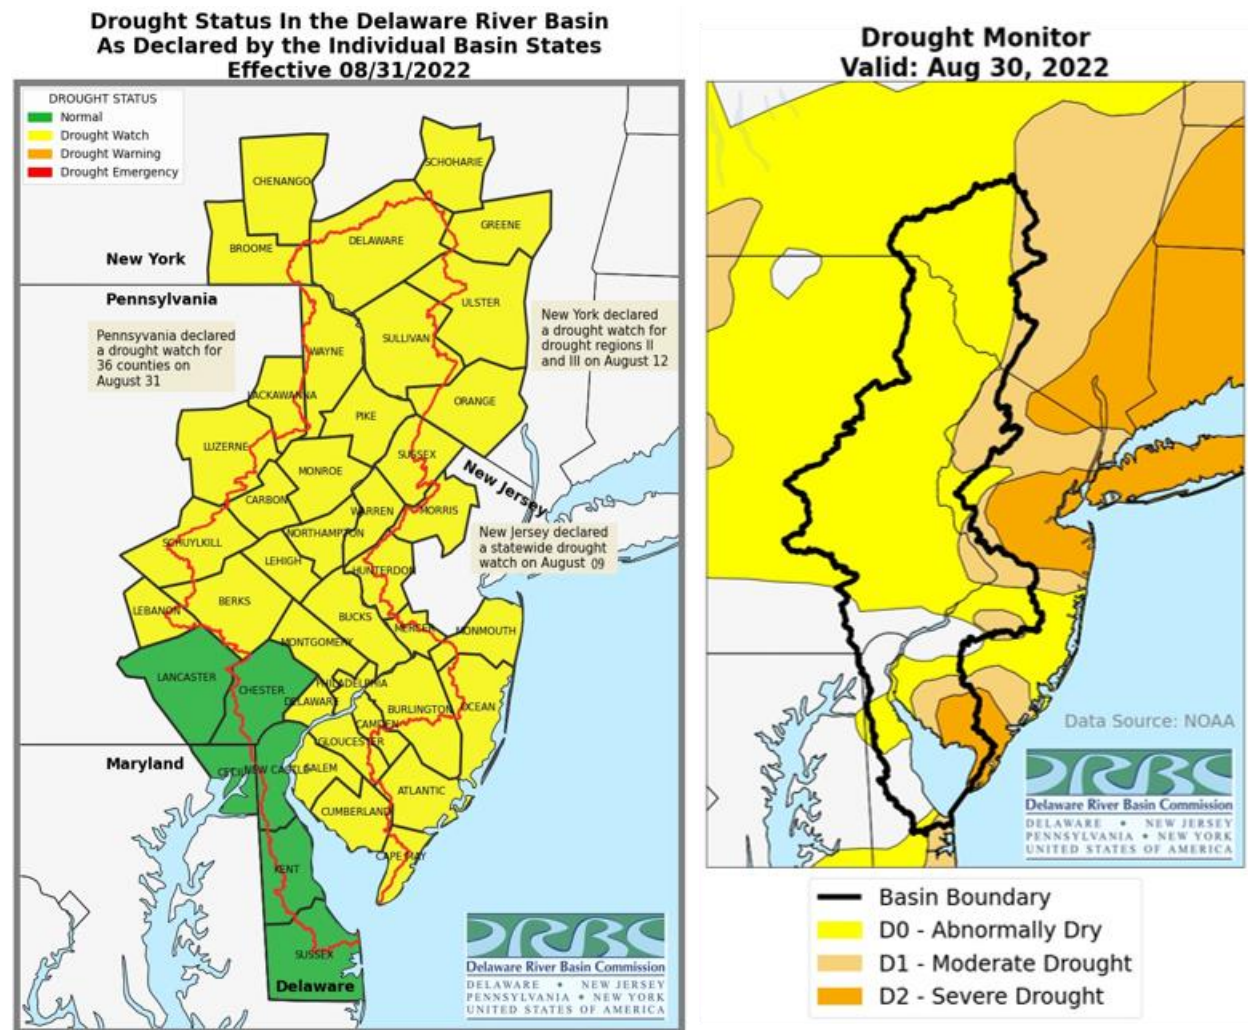 Drought Status In the Delaware River Basin
As Declared by the Individual Basin States
Effective 08/31/2022
DROUGHT STATUS
Normal
Drought Watch
Drought Warning
Drought Emergency
SCHOHARIE
CHENANGO
GREENE
DELAWARE
BROOME
New York
Pennsylvania
ULSTER
Pennsyvania declared
a drought watch for
36 counties on
August 31
New York declared
a drought watch for
drought regions II
and III on August 12
SULLIVAN
WAYNE
LACKAWANNA
ORANGE
PIKE
LUZERNE
SUSSEX
MONROE
New Jersey
CARBON
WARREN
MORRIS
NORTHAMPTON
New Jersey declared
a statewide drought
watch on August 09
SCHUYLKILL
LEHIGH
HUNTERDON
BERKS
LEBANON
BUCKS
MERCER
MONMOUTH
MONTGOMERY
LANCASTER
CHESTER
PHILADELPHIA
DELAWARE
BURLINGTON
OCEAN
CAMDEN
GLOUCESTER
Maryland
CECIL
NEW CASTLE
SALEM
ATLANTIC
CUMBERLAND
CAPE MAY
KENT
SUSSEX
Delaware
DRBC
Delaware River Basin Commission
DELAWARE • NEW JERSEY
PENNSYLVANIA • NEW YORK
UNITED STATES OF AMERICA
Drought Monitor
Valid: Aug 30, 2022
Data Source: NOAA
DRBC
Delaware River Basin Commission
DELAWARE • NEW JERSEY
PENNSYLVANIA • NEW YORK
UNITED STATES OF AMERICA
Basin Boundary
D0 - Abnormally Dry
D1 - Moderate Drought
D2 - Severe Drought